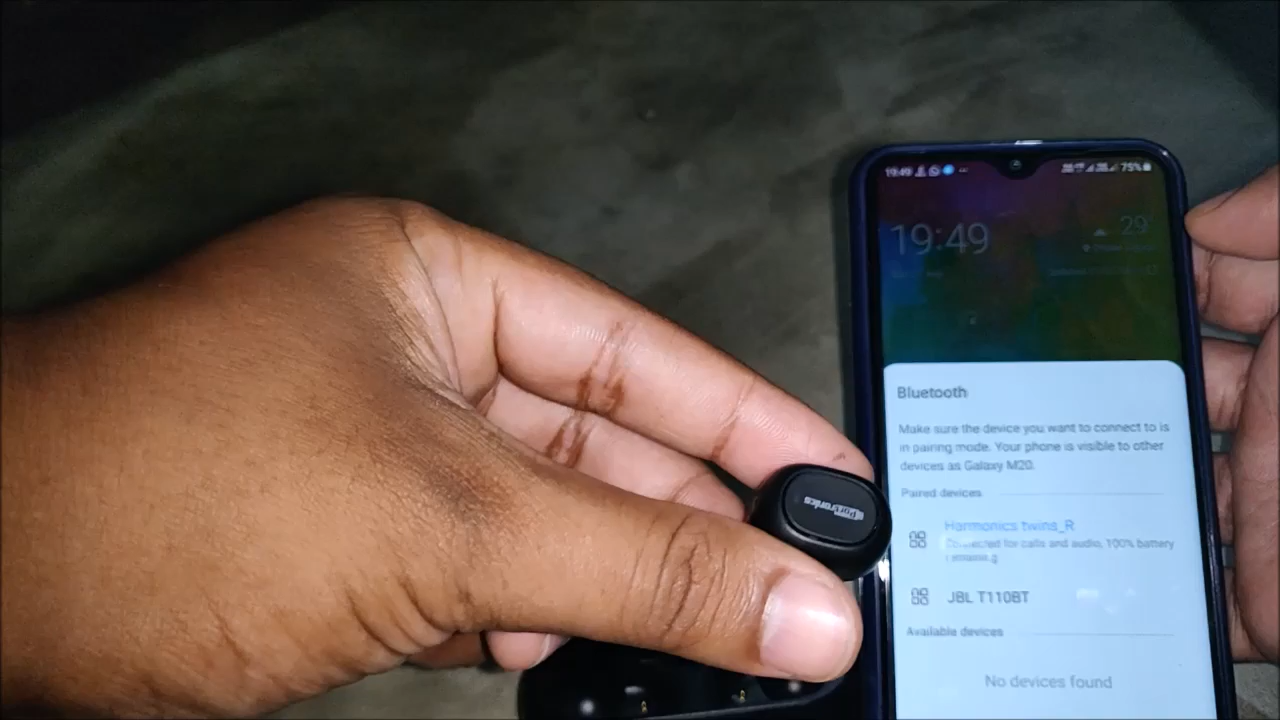 19:49
75%
19:49
29°
Bluetooth
Make sure the device you want to connect to is
in pairing mode. Your phone is visible to other
devices as Galaxy M20.
Paired devices
Harmonics twins_R
Connected for calls and audio, 100% battery
JBL T110BT
Available devices
No devices found
Portronics